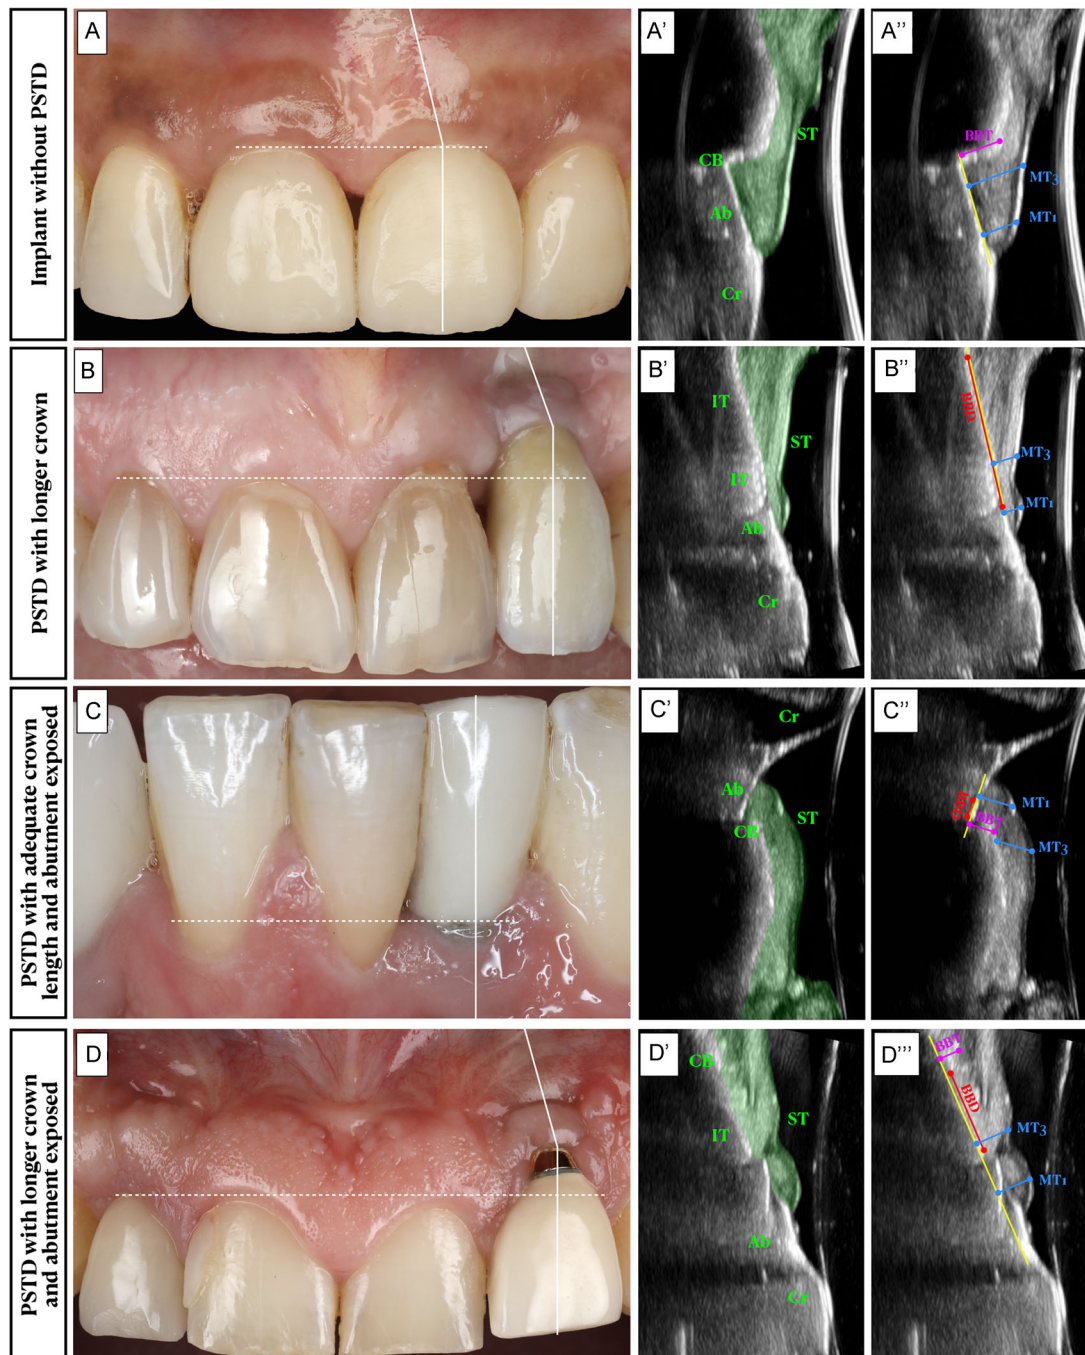 Implant without PSTD
A
A'
ST
CB
Ab
Cr
A''
BBT
MT3
MT1
PSTD with longer crown
B
B'
IT
ST
IT
Ab
Cr
B''
BBD
MT3
MT1
PSTD with adequate crown
length and abutment exposed
C
C'
Cr
Ab
ST
CB
C''
BBD
MT1
BBT
MT3
PSTD with longer crown
and abutment exposed
D
D'
CB
ST
IT
Ab
Cr
D'''
BBT
BBD
MT3
MT1